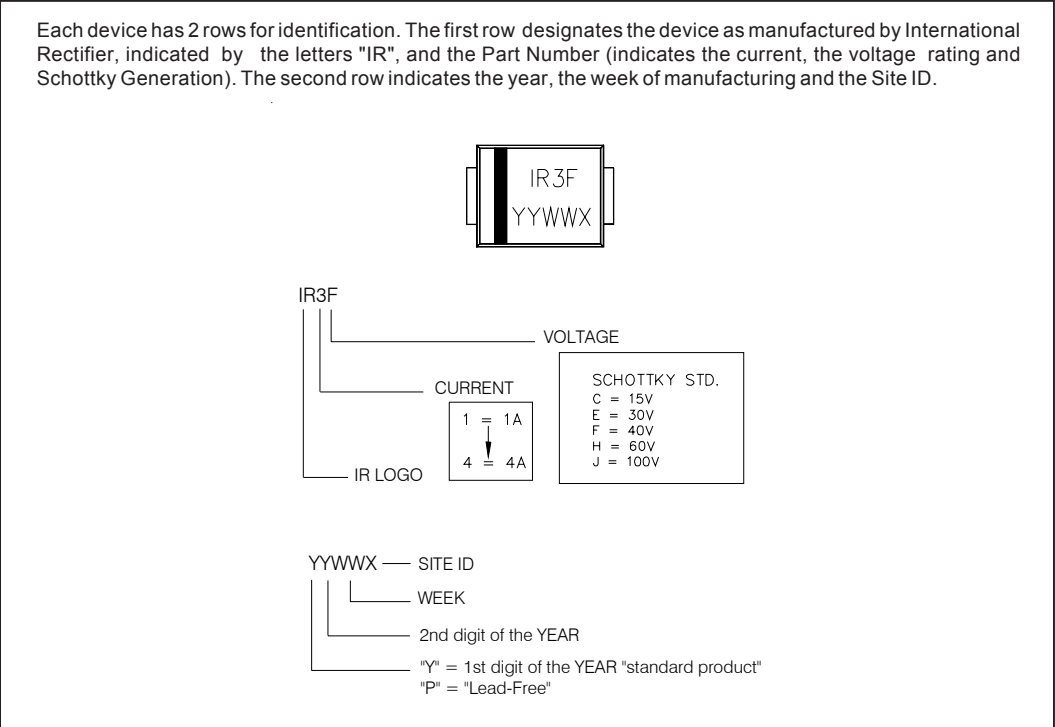 Each device has 2 rows for identification. The first row designates the device as manufactured by International
Rectifier, indicated by the letters "IR", and the Part Number (indicates the current, the voltage rating and
Schottky Generation). The second row indicates the year, the week of manufacturing and the Site ID.
IR3F
YYWWX
IR3F
VOLTAGE
SCHOTTKY STD.
C = 15V
E = 30V
F = 40V
H = 60V
J = 100V
CURRENT
1 = 1A
4 = 4A
IR LOGO
YYWWX
SITE ID
WEEK
2nd digit of the YEAR
"Y" = 1st digit of the YEAR "standard product"
"P" = "Lead-Free"